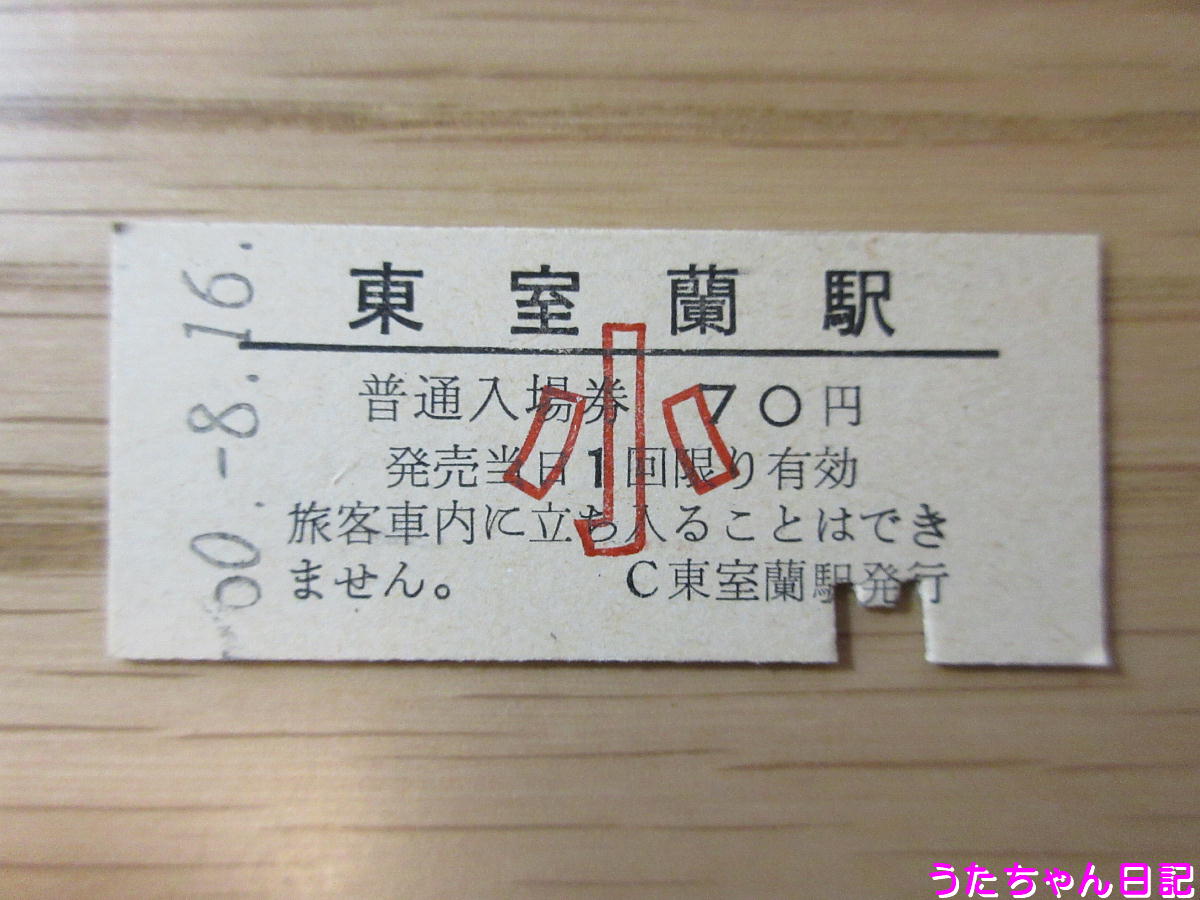 東室蘭駅
普通入場券 70円
発売当日1回限り有効
旅客車内に立ち入ることはでき
ません。 C東室蘭駅発行
小
60.-8.16.
うたちゃん日記